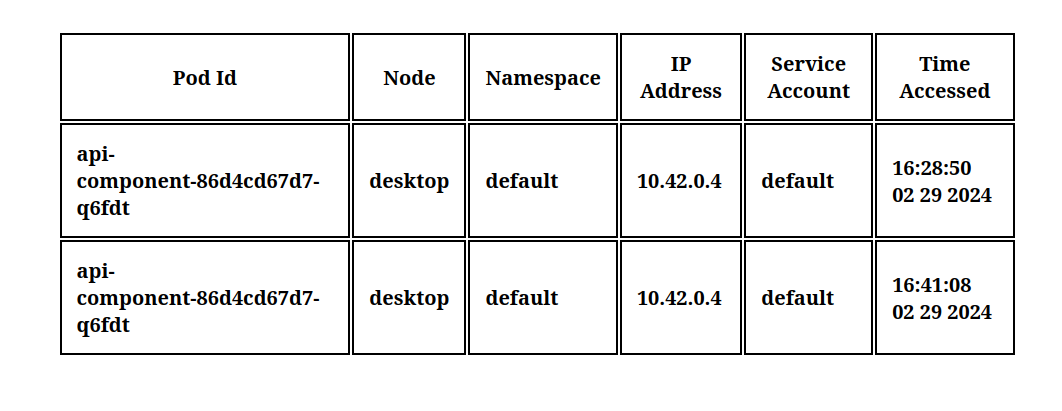 Pod Id
Node
Namespace
IP
Address
Service
Account
Time
Accessed
api-
component-86d4cd67d7-
q6fdt
desktop
default
10.42.0.4
default
16:28:50
02 29 2024
api-
component-86d4cd67d7-
q6fdt
desktop
default
10.42.0.4
default
16:41:08
02 29 2024